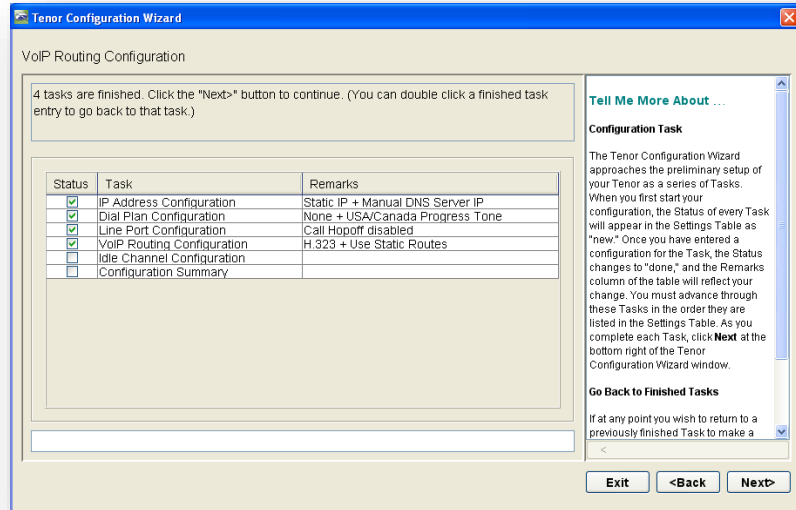 Tenor Configuration Wizard
VoIP Routing Configuration
4 tasks are finished. Click the "Next>" button to continue. (You can double click a finished task
entry to go back to that task.)
Status Task Remarks
IP Address Configuration Static IP + Manual DNS Server IP
Dial Plan Configuration None + USA/Canada Progress Tone
Line Port Configuration Call Hopoff disabled
VoIP Routing Configuration H.323 + Use Static Routes
Idle Channel Configuration
Configuration Summary
Tell Me More About ...
Configuration Task
The Tenor Configuration Wizard
approaches the preliminary setup of
your Tenor as a series of Tasks.
When you first start your
configuration, the Status of every Task
will appear in the Settings Table as
"new." Once you have entered a
configuration for the Task, the Status
changes to "done," and the Remarks
column of the table will reflect your
change. You must advance through
these Tasks in the order they are
listed in the Settings Table. As you
complete each Task, click Next at the
bottom right of the Tenor
Configuration Wizard window.
Go Back to Finished Tasks
If at any point you wish to return to a
previously finished Task to make a
Exit <Back Next>